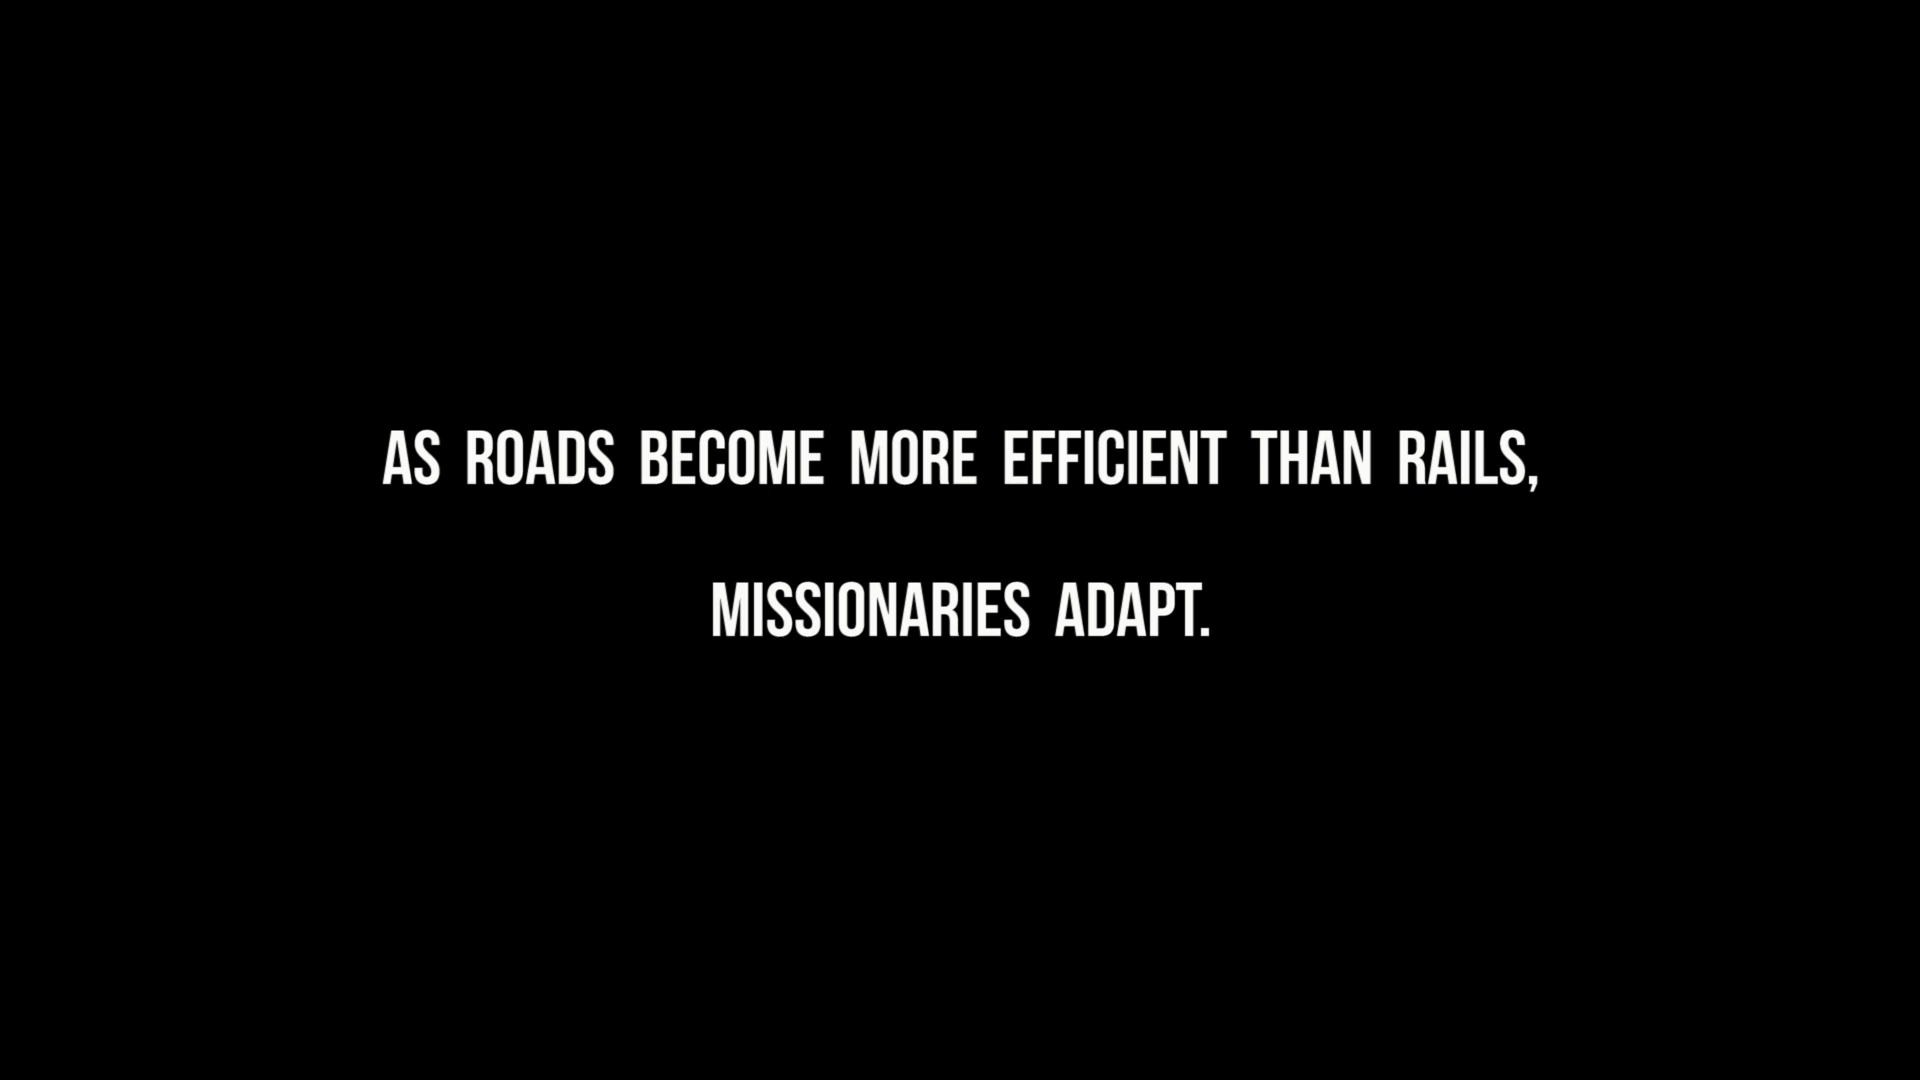 AS ROADS BECOME MORE EFFICIENT THAN RAILS,
MISSIONARIES ADAPT.